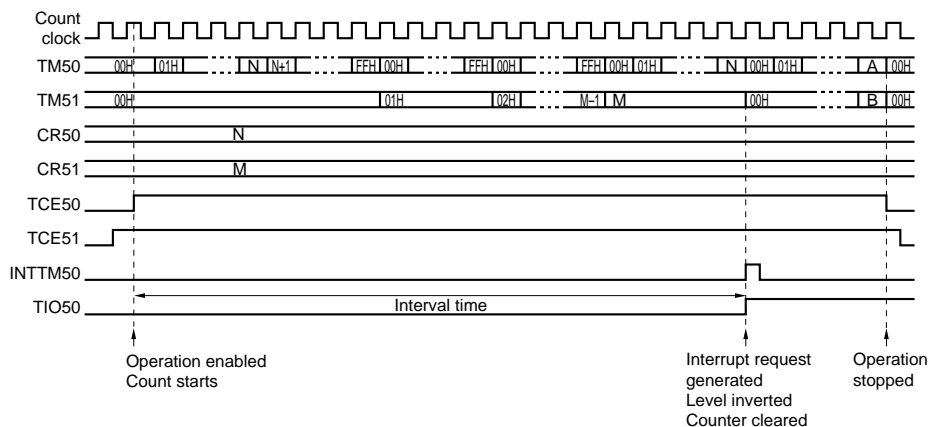 Count
clock
TM50 00H 01H N N+1 FFH 00H FFH 00H FFH 00H 01H N 00H 01H A 00H
TM51 00H 01H 02H M−1 M 00H B 00H
CR50 N
CR51 M
TCE50
TCE51
INTTM50
TIO50 Interval time
Operation enabled
Count starts
Interrupt request
generated
Level inverted
Counter cleared
Operation
stopped